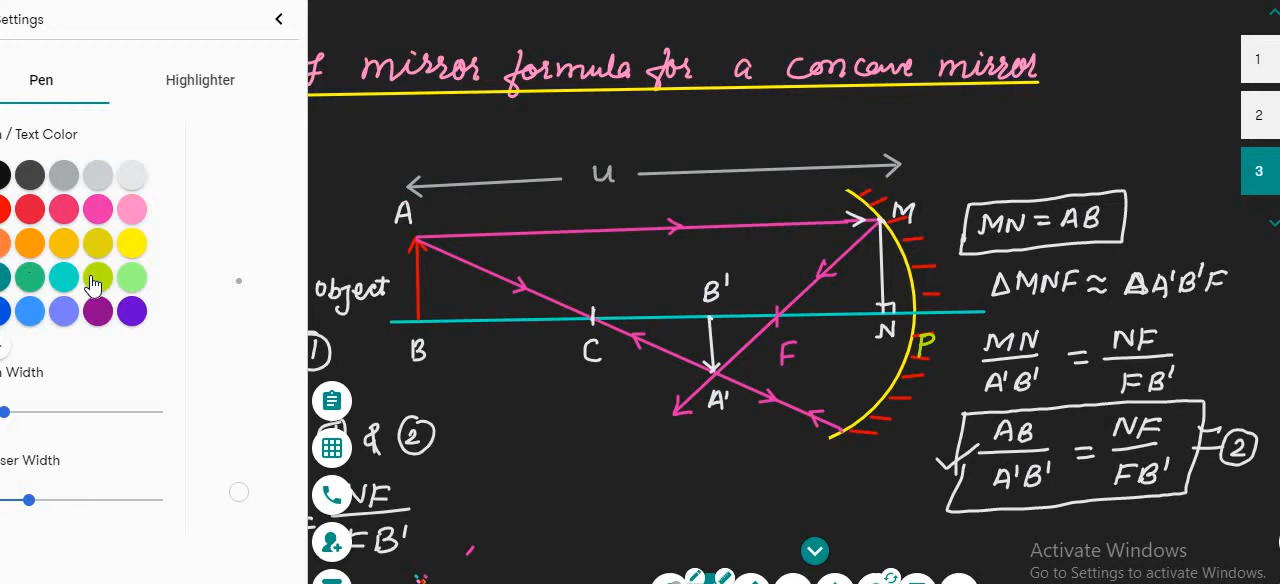 ettings
Pen Highlighter
/ Text Color
Width
ser Width
f mirror formula for a concave mirror
1
2
3
u
A
M
MN = AB
object
B'
ΔMNF ≈ ΔA'B'F
B
C
F
N
P
A'
①
MN / A'B' = NF / FB'
& ②
AB / A'B' = NF / FB' ②
NF
FB'
Activate Windows
Go to Settings to activate Windows.